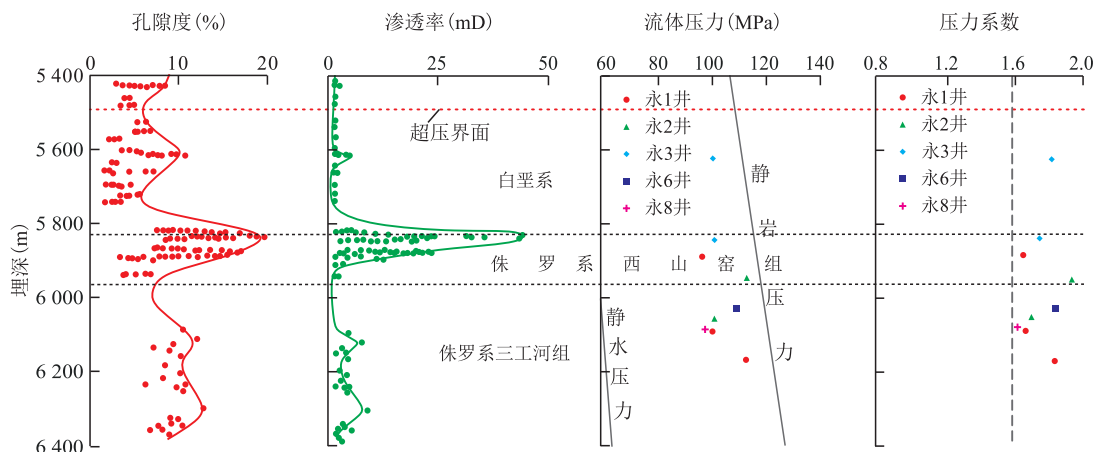 孔隙度(%)
渗透率(mD)
流体压力(MPa)
压力系数
0 10 20
0 25 50
60 80 100 120 140
0.8 1.2 1.6 2.0
埋深(m)
5 400
5 600
5 800
6 000
6 200
6 400
超压界面
白垩系
侏罗系西山窑组
侏罗系三工河组
永1井
永2井
永3井
永6井
永8井
静岩压力
静水压力
永1井
永2井
永3井
永6井
永8井